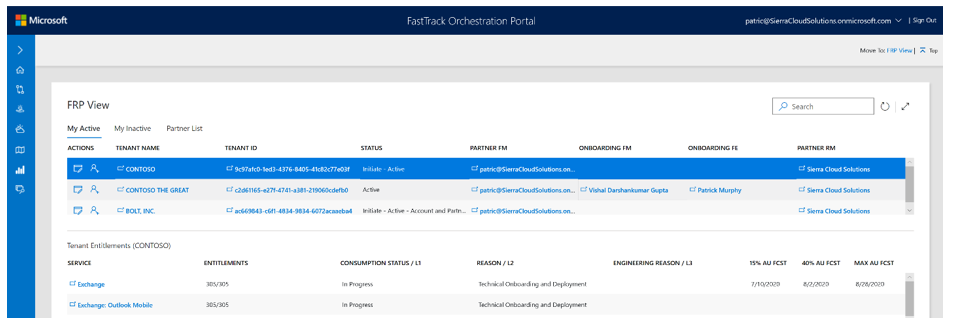 Microsoft FastTrack Orchestration Portal patric@SierraCloudSolutions.onmicrosoft.com | Sign Out
Move To: FRP View | Top
FRP View Search
My Active My Inactive Partner List
ACTIONS TENANT NAME TENANT ID STATUS PARTNER FM ONBOARDING FM ONBOARDING FE PARTNER RM
CONTOSO 9c97afc0-1ed3-4376-8405-41c82c77e03f Initiate - Active patric@SierraCloudSolutions.on... Sierra Cloud Solutions
CONTOSO THE GREAT c2d61165-e27f-4741-a381-219060cdefb0 Active patric@SierraCloudSolutions.on... Vishal Darshankumar Gupta Patrick Murphy Sierra Cloud Solutions
BOLT, INC. ac669843-c6f1-4834-9834-6072acaaeba4 Initiate - Active - Account and Partn... patric@SierraCloudSolutions.on... Sierra Cloud Solutions
Tenant Entitlements (CONTOSO)
SERVICE ENTITLEMENTS CONSUMPTION STATUS / L1 REASON / L2 ENGINEERING REASON / L3 15% AU FCST 40% AU FCST MAX AU FCST
Exchange 305/305 In Progress Technical Onboarding and Deployment 7/10/2020 8/2/2020 8/28/2020
Exchange: Outlook Mobile 305/305 In Progress Technical Onboarding and Deployment